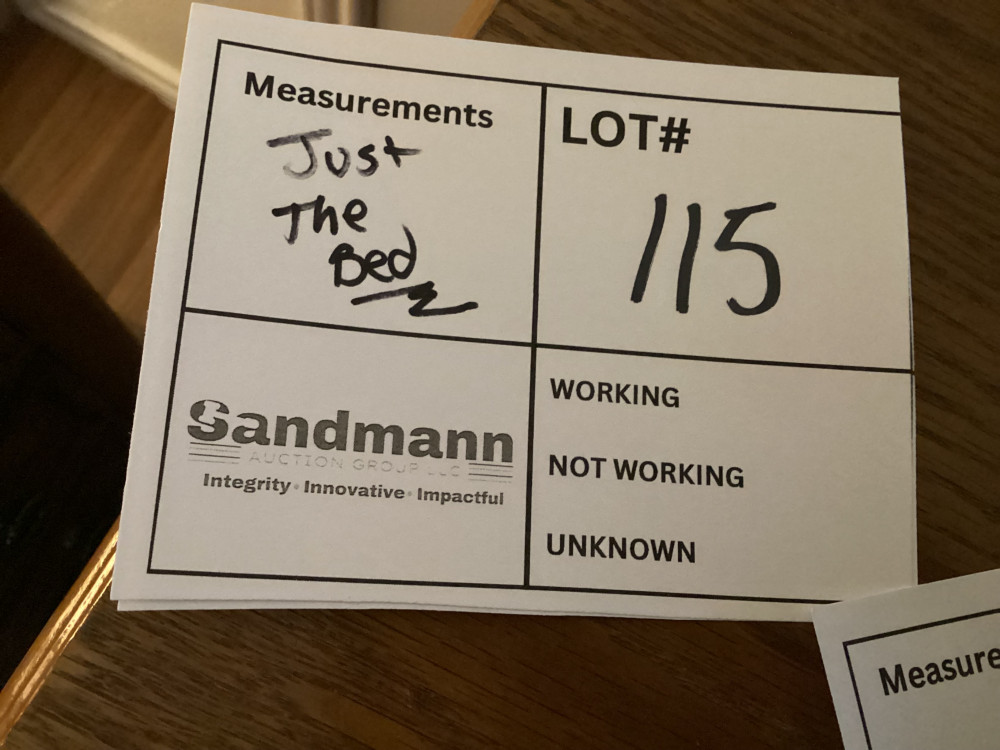 Measurements
Just
The
Bed
LOT#
115
Sandmann
AUCTION GROUP LLC
Integrity • Innovative • Impactful
WORKING
NOT WORKING
UNKNOWN
Measure